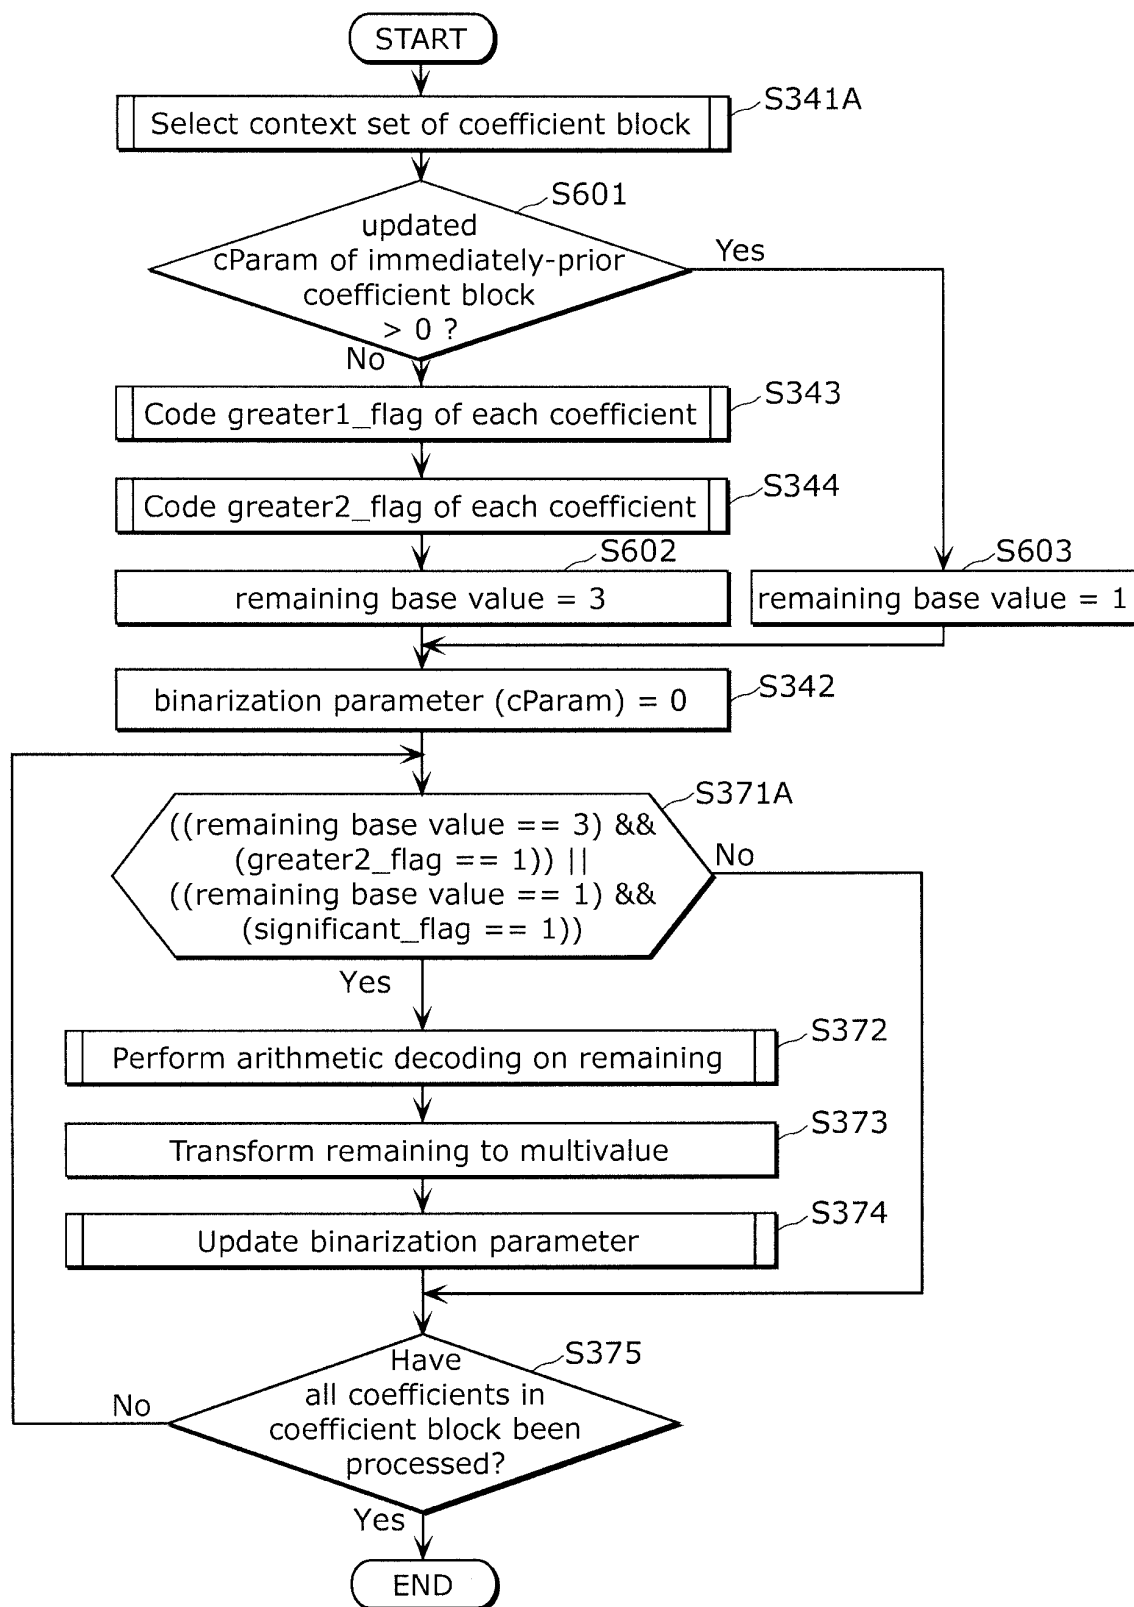 START
Select context set of coefficient block
S341A
S601
updated
cParam of immediately-prior
coefficient block
> 0 ?
Yes
No
Code greater1_flag of each coefficient
S343
Code greater2_flag of each coefficient
S344
S602
remaining base value = 3
S603
remaining base value = 1
binarization parameter (cParam) = 0
S342
S371A
((remaining base value == 3) &&
(greater2_flag == 1)) ||
((remaining base value == 1) &&
(significant_flag == 1))
No
Yes
Perform arithmetic decoding on remaining
S372
Transform remaining to multivalue
S373
Update binarization parameter
S374
S375
Have
all coefficients in
coefficient block been
processed?
No
Yes
END